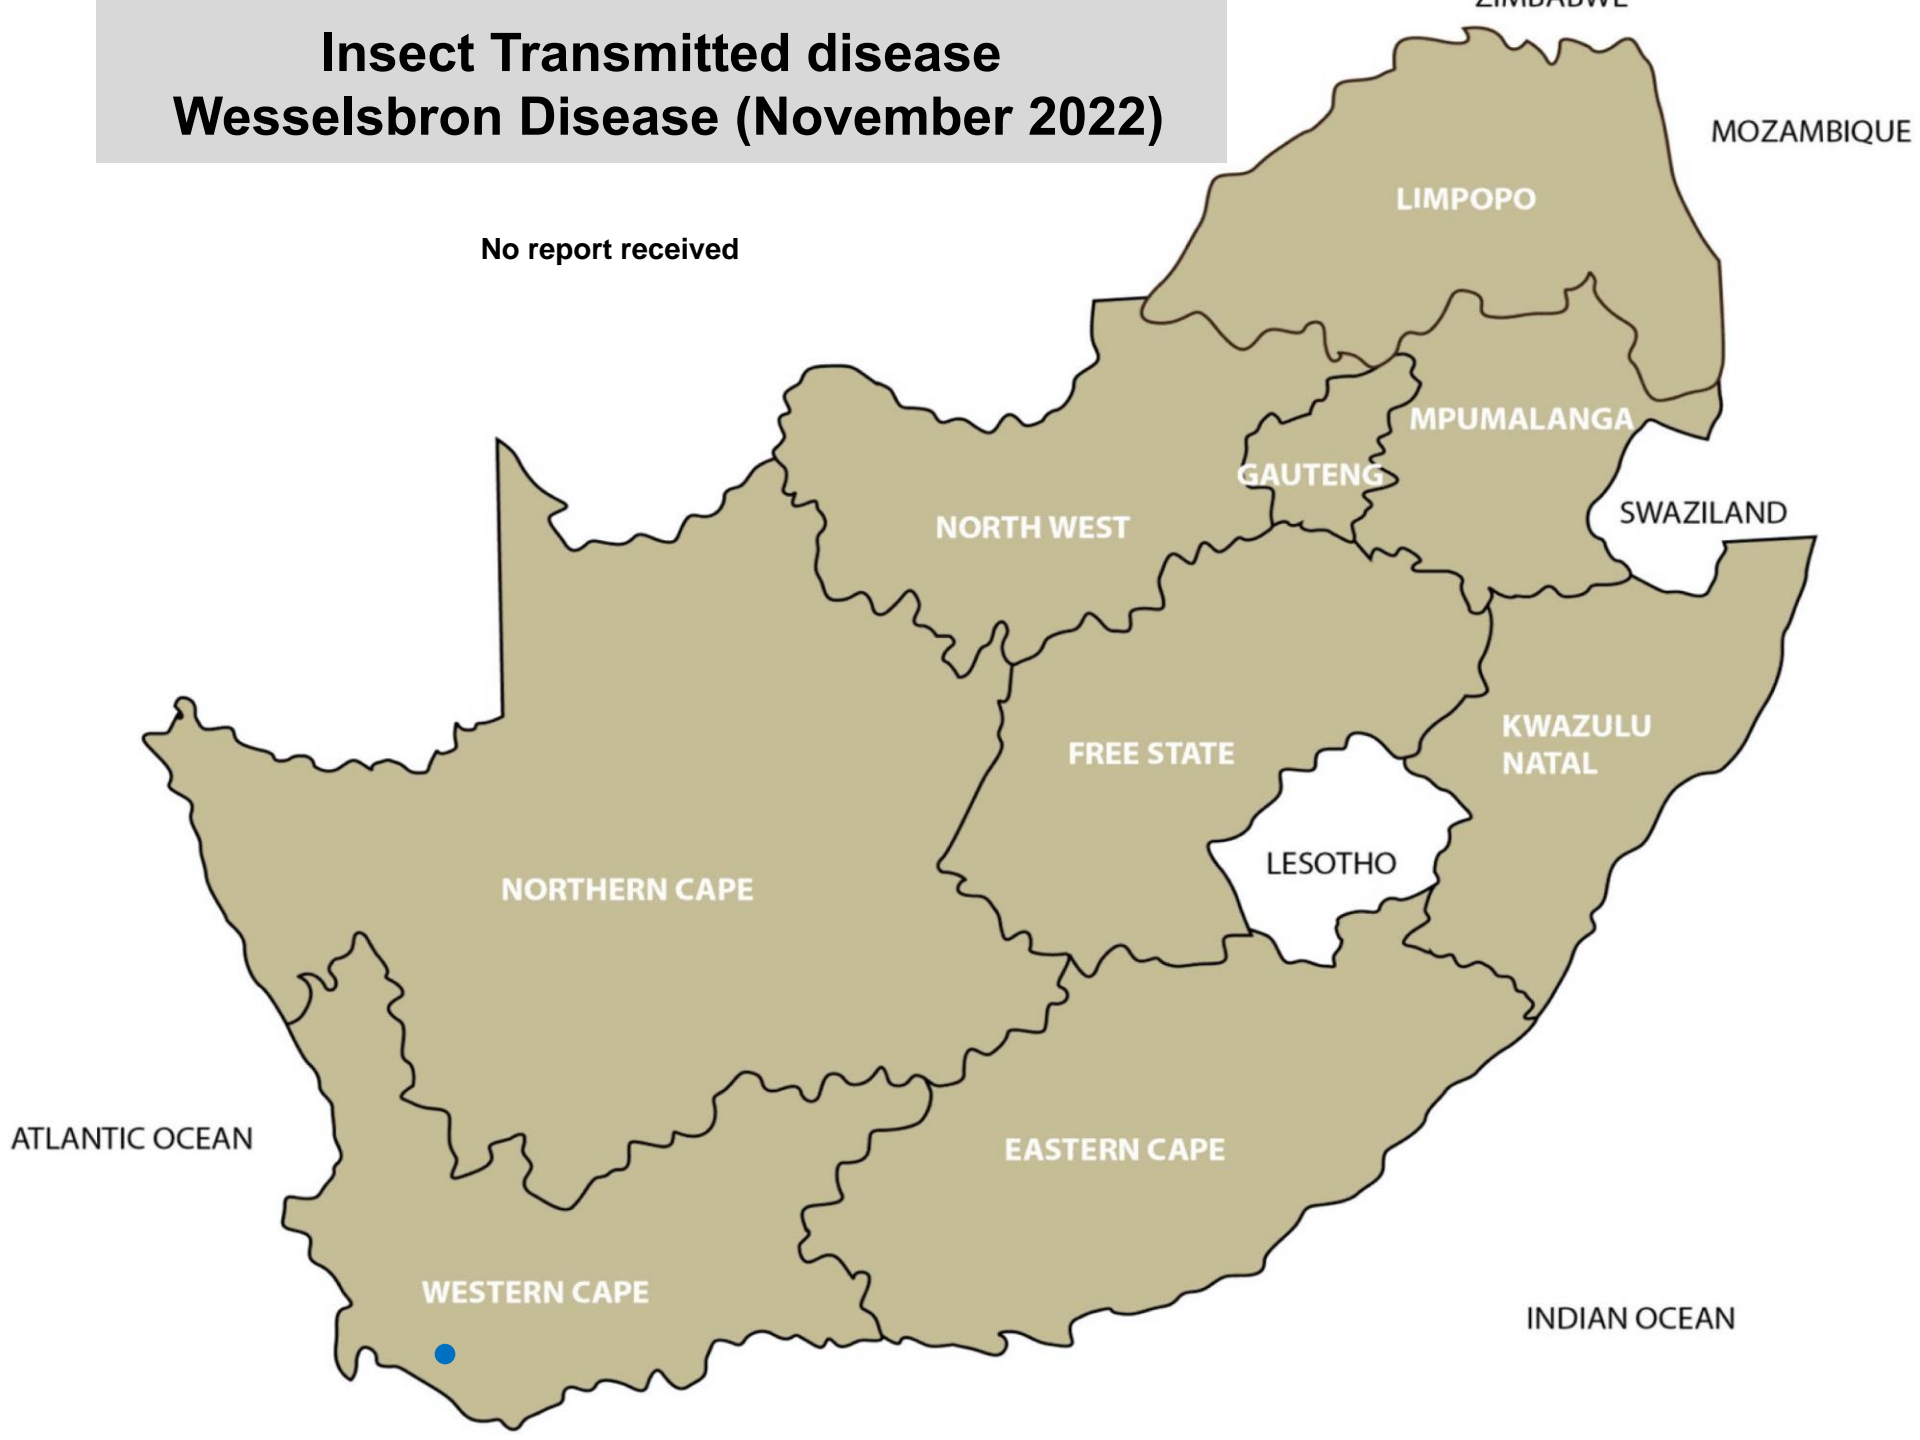 ZIMBABWE
Insect Transmitted disease
Wesselsbron Disease (November 2022)
MOZAMBIQUE
LIMPOPO
No report received
MPUMALANGA
GAUTENG
SWAZILAND
NORTH WEST
KWAZULU
NATAL
FREE STATE
LESOTHO
NORTHERN CAPE
ATLANTIC OCEAN
EASTERN CAPE
WESTERN CAPE
INDIAN OCEAN